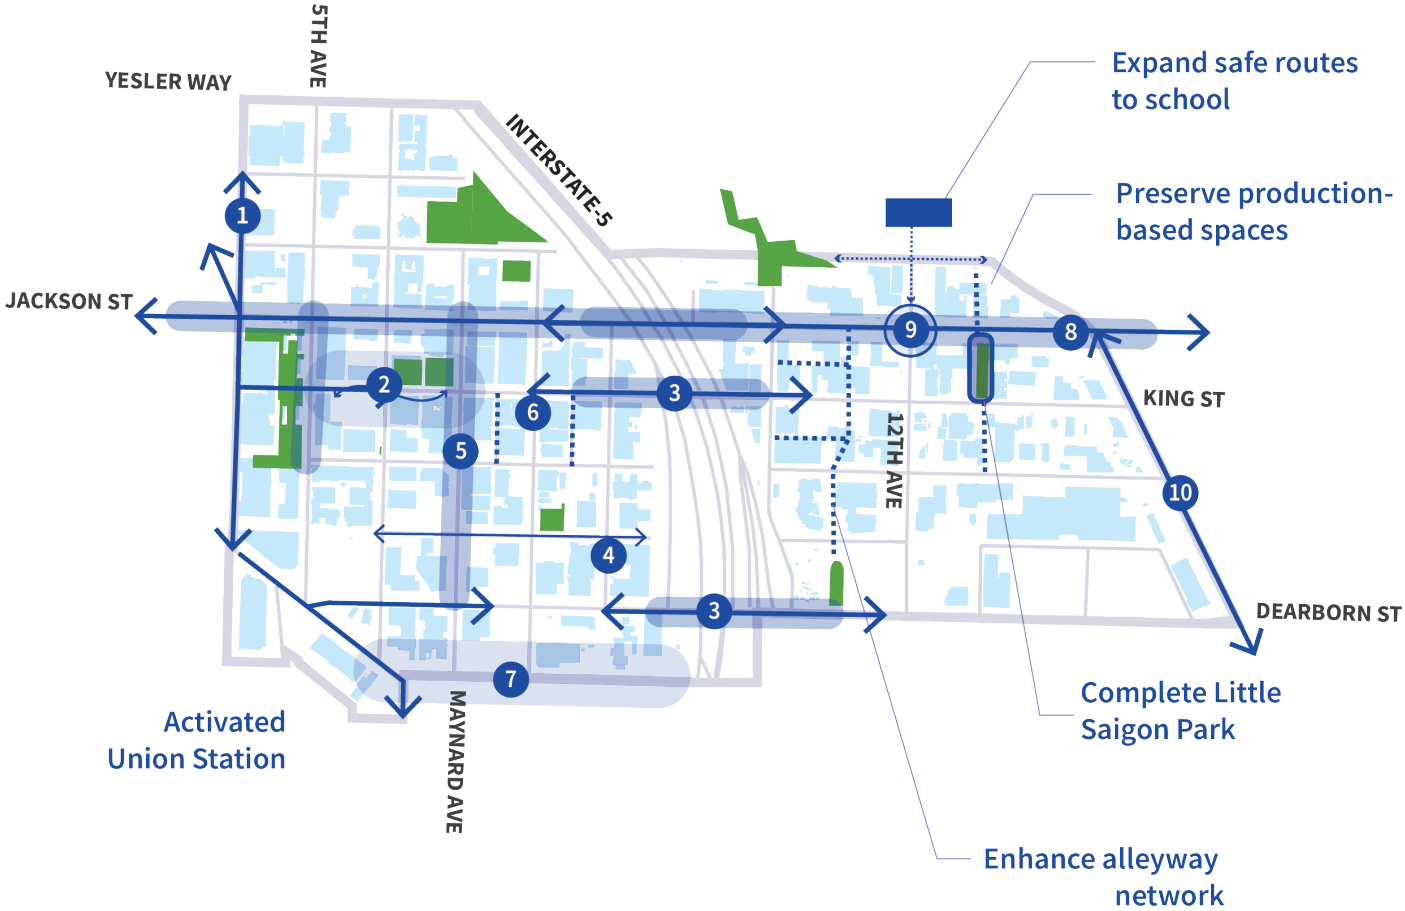 5TH AVE
YESLER WAY
INTERSTATE-5
Expand safe routes
to school
Preserve production-
based spaces
1
JACKSON ST
9
8
2
3
6
KING ST
12TH AVE
5
10
4
3
DEARBORN ST
7
Complete Little
Saigon Park
Activated
Union Station
MAYNARD AVE
Enhance alleyway
network